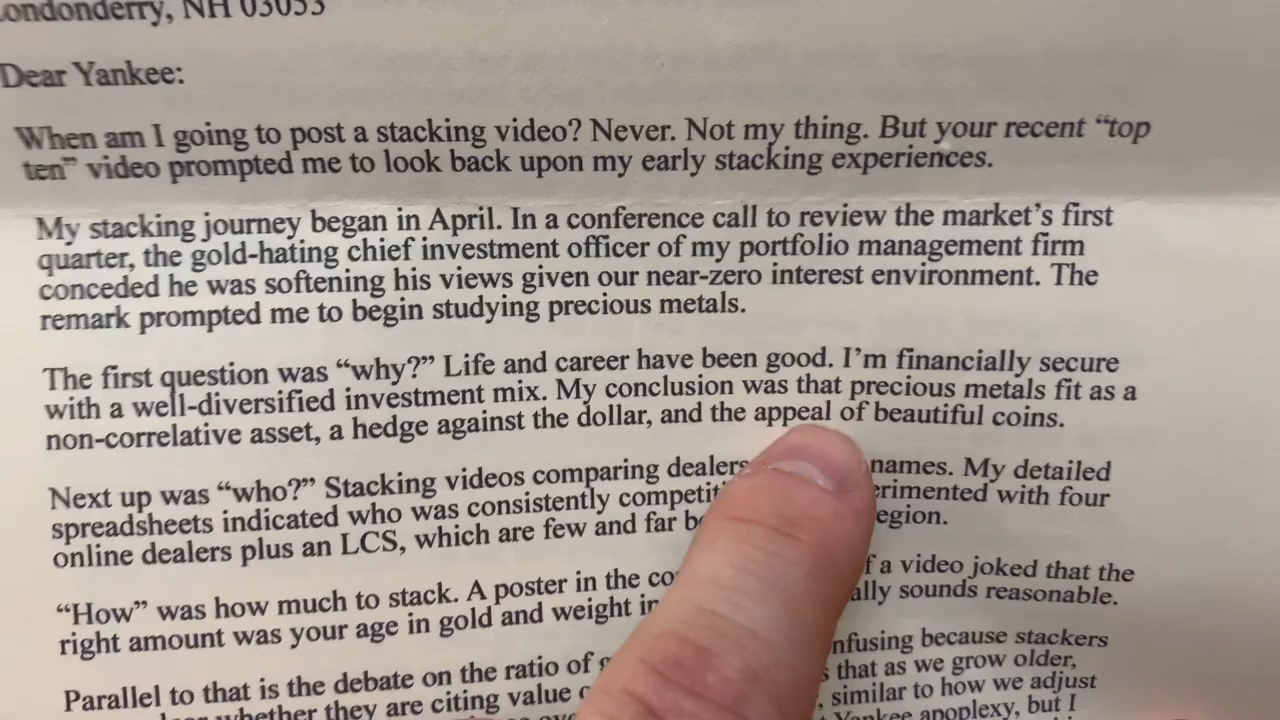 Londonderry, NH 03053
Dear Yankee:
When am I going to post a stacking video? Never. Not my thing. But your recent “top
ten” video prompted me to look back upon my early stacking experiences.
My stacking journey began in April. In a conference call to review the market’s first
quarter, the gold-hating chief investment officer of my portfolio management firm
conceded he was softening his views given our near-zero interest environment. The
remark prompted me to begin studying precious metals.
The first question was “why?” Life and career have been good. I’m financially secure
with a well-diversified investment mix. My conclusion was that precious metals fit as a
non-correlative asset, a hedge against the dollar, and the appeal of beautiful coins.
Next up was “who?” Stacking videos comparing dealers names. My detailed
spreadsheets indicated who was consistently four
online dealers plus an LCS, which are few and far
“How” was how much to stack. A poster in the a video joked that the
right amount was your age in gold and weight sounds reasonable.
Parallel to that is the debate on the ratio of because stackers
that as we grow older,
whether they are citing value similar to how we adjust
Yankee apoplexy, but I